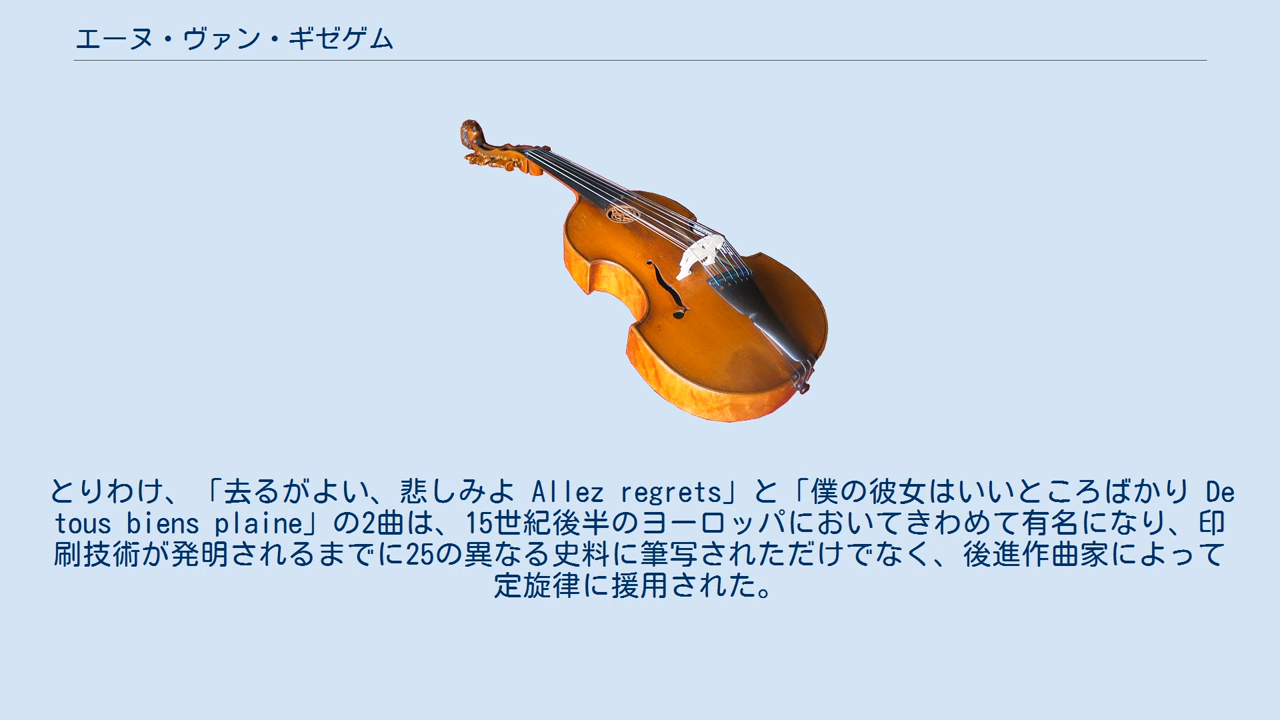 エーヌ・ヴァン・ギゼゲム
とりわけ、「去るがよい、悲しみよ Allez regrets」と「僕の彼女はいいところばかり De
tous biens plaine」の2曲は、15世紀後半のヨーロッパにおいてきわめて有名になり、印
刷技術が発明されるまでに25の異なる史料に筆写されただけでなく、後進作曲家によって
定旋律に援用された。